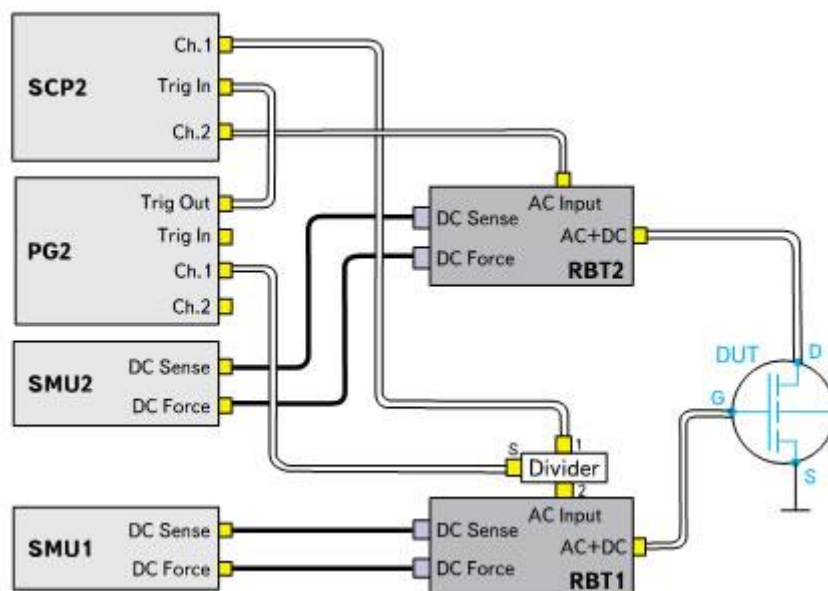 Ch.1
SCP2
Trig In
Ch.2
AC Input
DC Sense
AC+DC
DC Force
RBT2
Trig Out
Trig In
PG2
Ch.1
Ch.2
DC Sense
SMU2
DC Force
DUT
D
G
S
1
S
Divider
2
DC Sense
SMU1
DC Force
AC Input
DC Sense
AC+DC
DC Force
RBT1